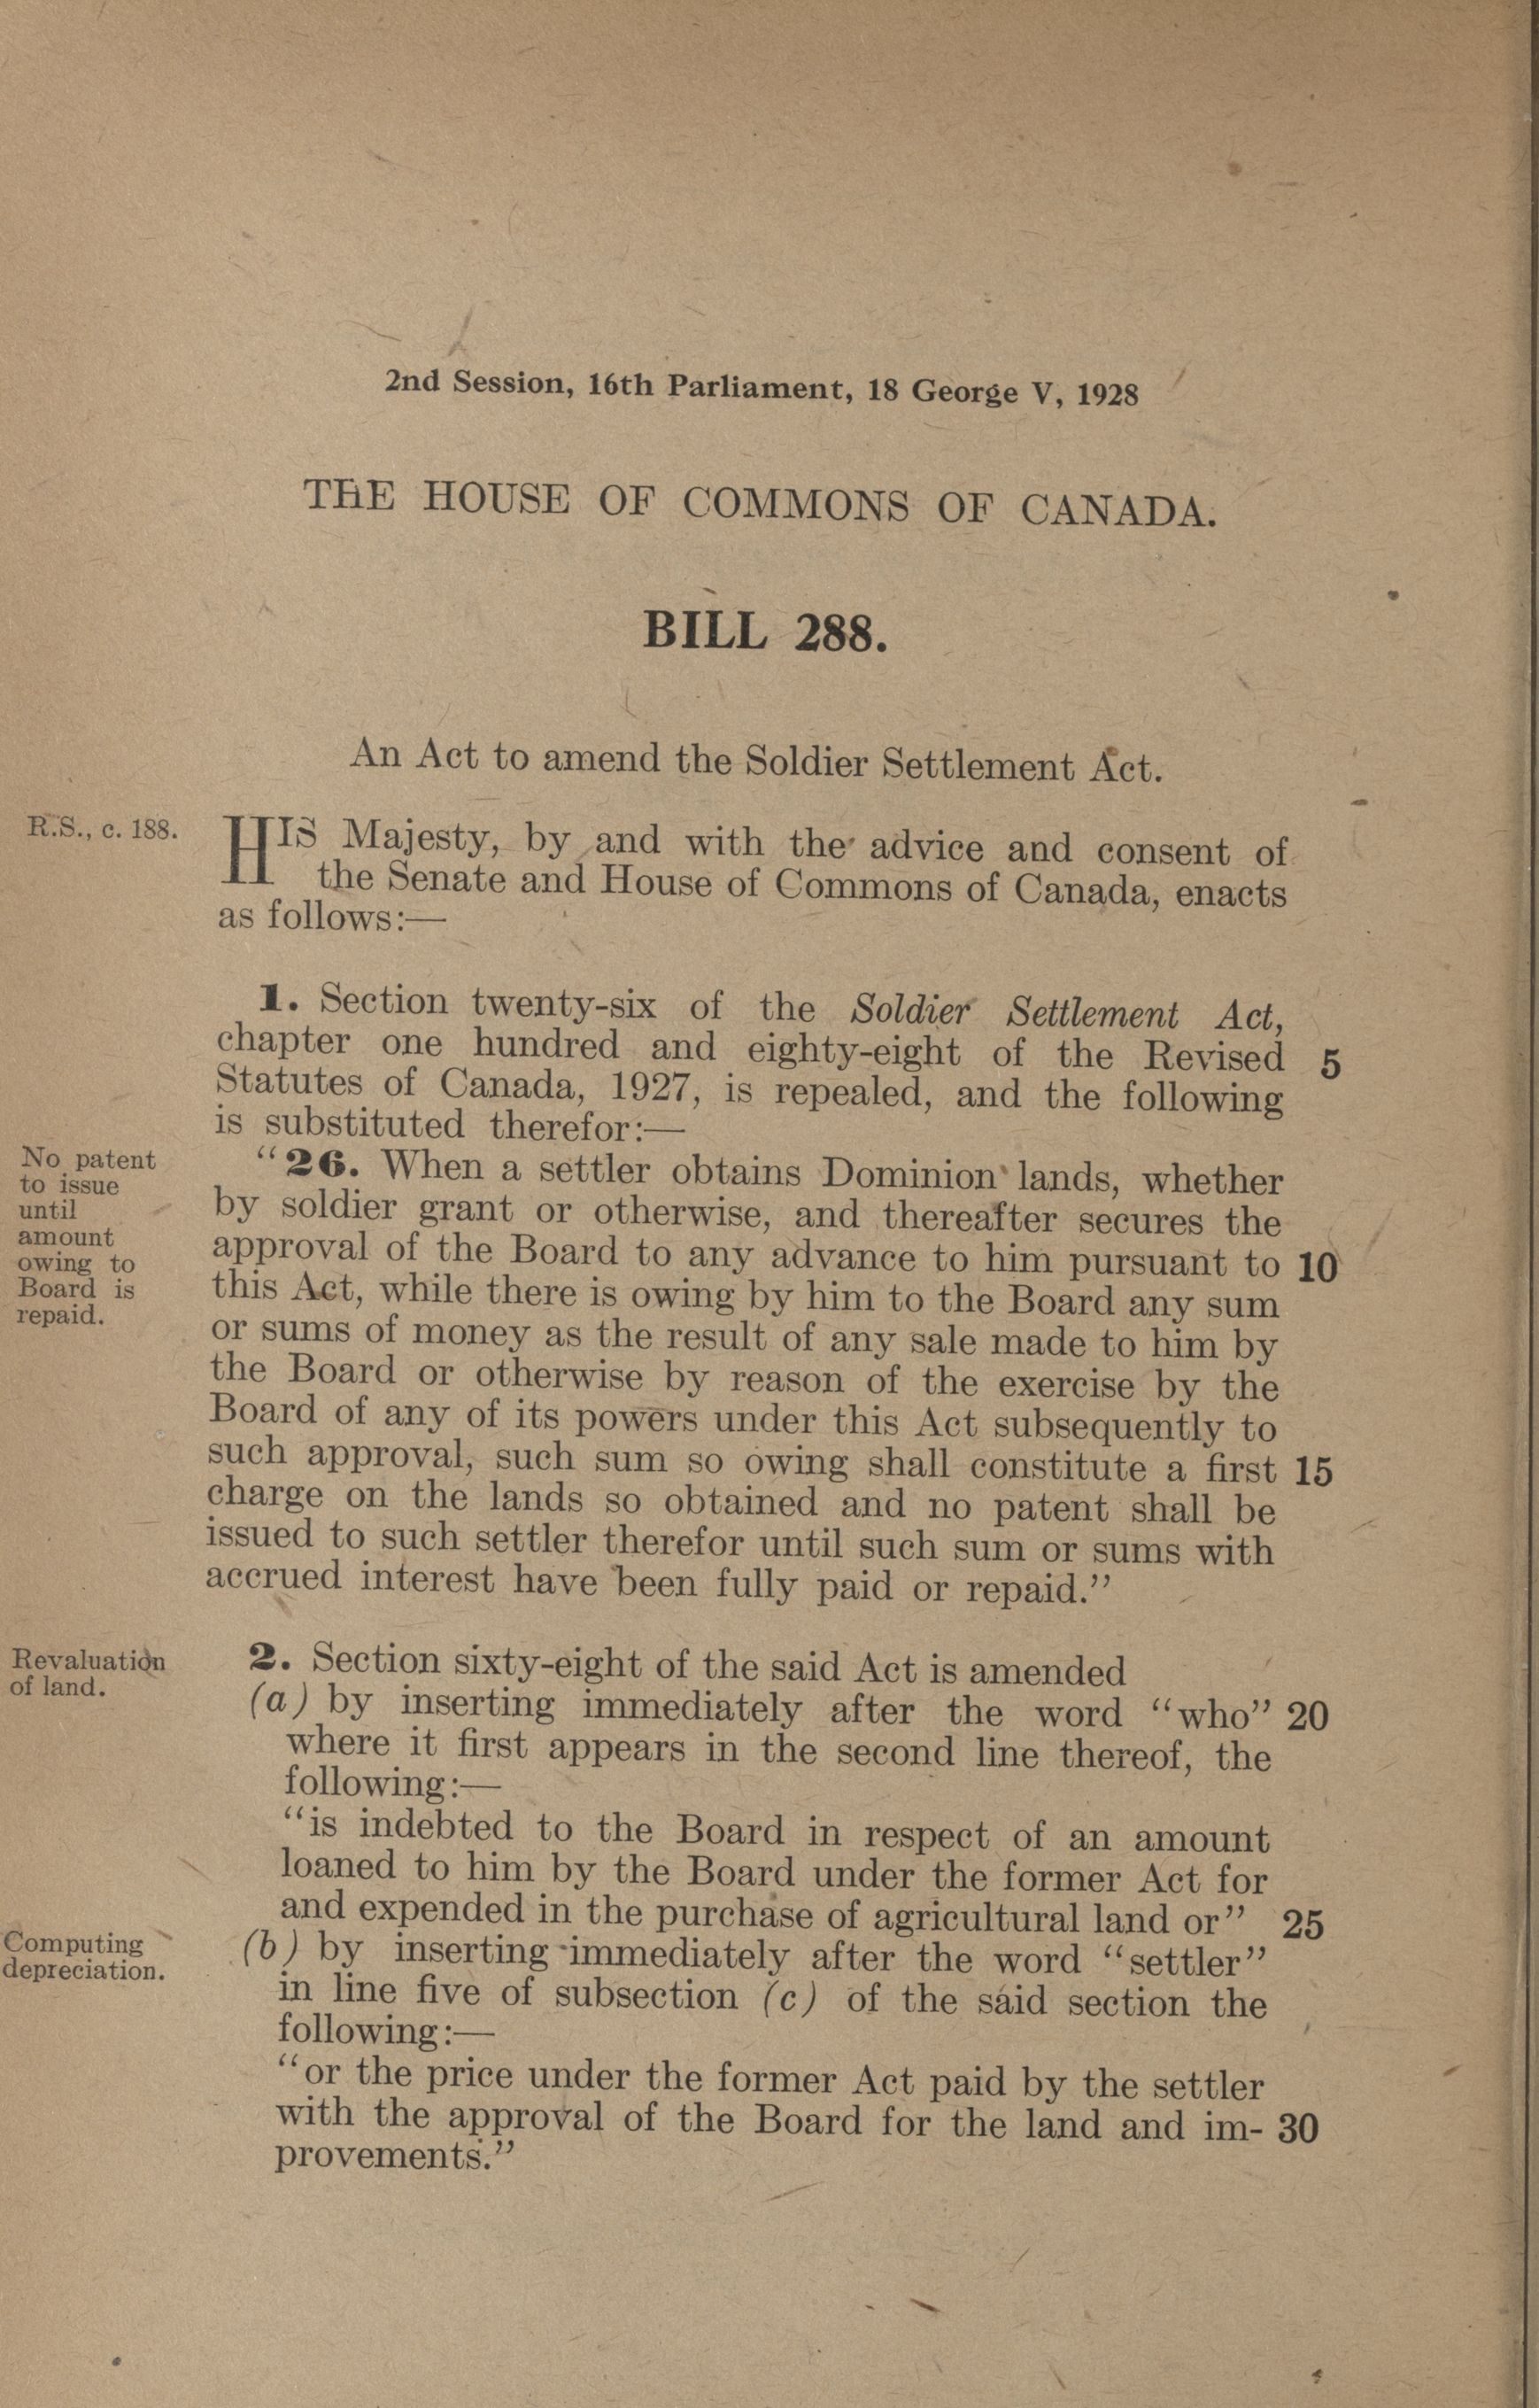 2nd Session, 16th Parliament, 18 George V, 1928
THE HOUSE OF COMMONS OF CANADA.
BILL 288.
An Act to amend the Soldier Settlement Act.
R.S., c. 188.
HIS Majesty, by and with the advice and consent of
the Senate and House of Commons of Canada, enacts
as follows:—
1. Section twenty-six of the Soldier Settlement Act,
chapter one hundred and eighty-eight of the Revised 5
Statutes of Canada, 1927, is repealed, and the following
is substituted therefor:—
No patent
to issue
until
amount
owing to
Board is
repaid.
"26. When a settler obtains Dominion lands, whether
by soldier grant or otherwise, and thereafter secures the
approval of the Board to any advance to him pursuant to 10
this Act, while there is owing by him to the Board any sum
or sums of money as the result of any sale made to him by
the Board or otherwise by reason of the exercise by the
Board of any of its powers under this Act subsequently to
such approval, such sum so owing shall constitute a first 15
charge on the lands so obtained and no patent shall be
issued to such settler therefor until such sum or sums with
accrued interest have been fully paid or repaid."
Revaluation
of land.
2. Section sixty-eight of the said Act is amended
(a) by inserting immediately after the word "who" 20
where it first appears in the second line thereof, the
following:—
"is indebted to the Board in respect of an amount
loaned to him by the Board under the former Act for
and expended in the purchase of agricultural land or" 25
Computing
depreciation.
(b) by inserting immediately after the word "settler"
in line five of subsection (c) of the said section the
following:—
"or the price under the former Act paid by the settler
with the approval of the Board for the land and im- 30
provements."